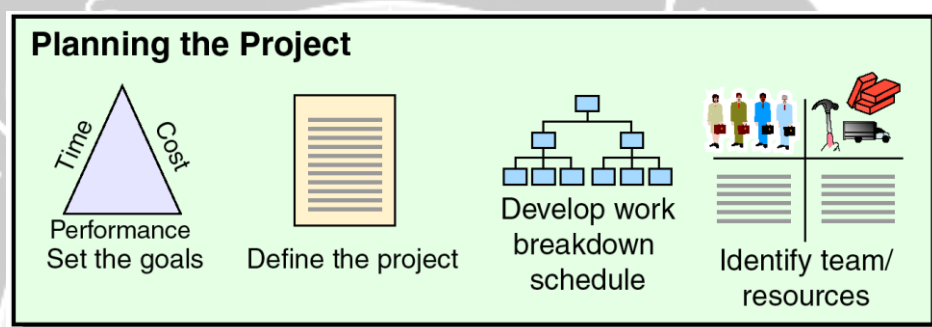 Planning the Project
Time
Cost
Performance
Set the goals
Define the project
Develop work
breakdown
schedule
Identify team/
resources